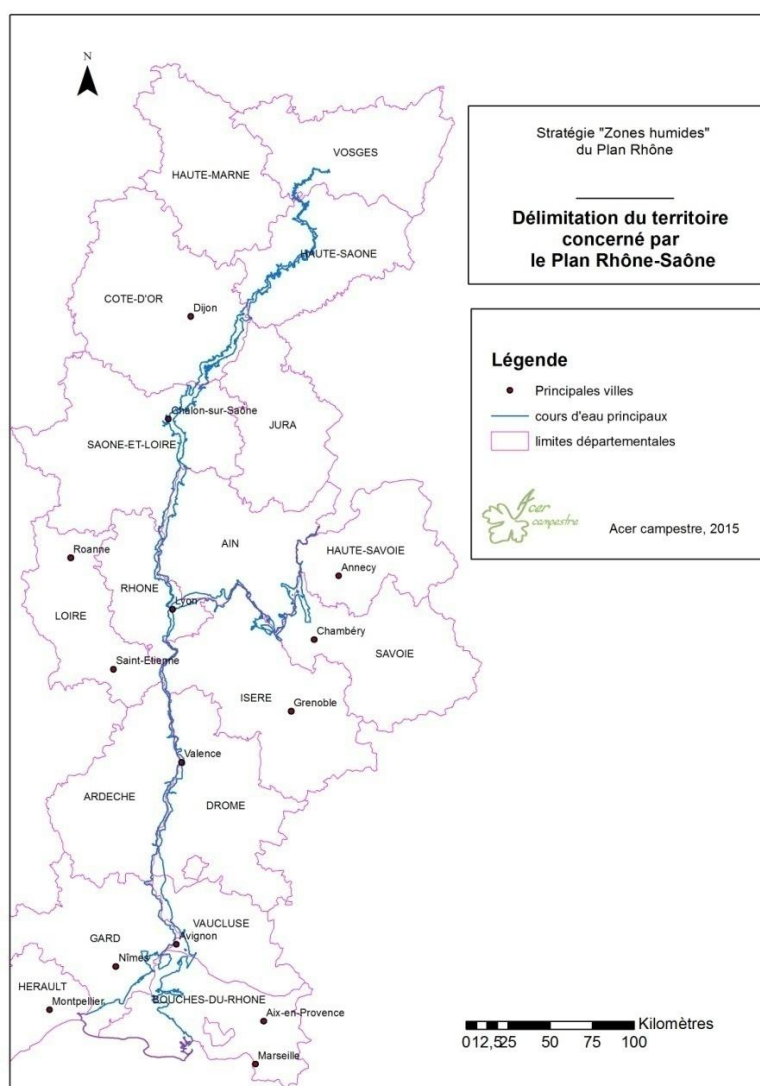 N
VOSGES
HAUTE-MARNE
HAUTE-SAONE
COTE-D'OR
Dijon
Chalon-sur-Saône
JURA
SAONE-ET-LOIRE
AIN
HAUTE-SAVOIE
Annecy
Roanne
RHONE
Lyon
LOIRE
Chambéry
SAVOIE
Saint-Etienne
ISERE
Grenoble
Valence
ARDECHE
DROME
VAUCLUSE
Avignon
GARD
Nîmes
HERAULT
Montpellier
BOUCHES-DU-RHONE
Aix-en-Provence
Marseille
Stratégie "Zones humides"
du Plan Rhône
Délimitation du territoire
concerné par
le Plan Rhône-Saône
Légende
Principales villes
cours d'eau principaux
limites départementales
Acer
campestre
Acer campestre, 2015
Kilomètres
0 12,5 25 50 75 100